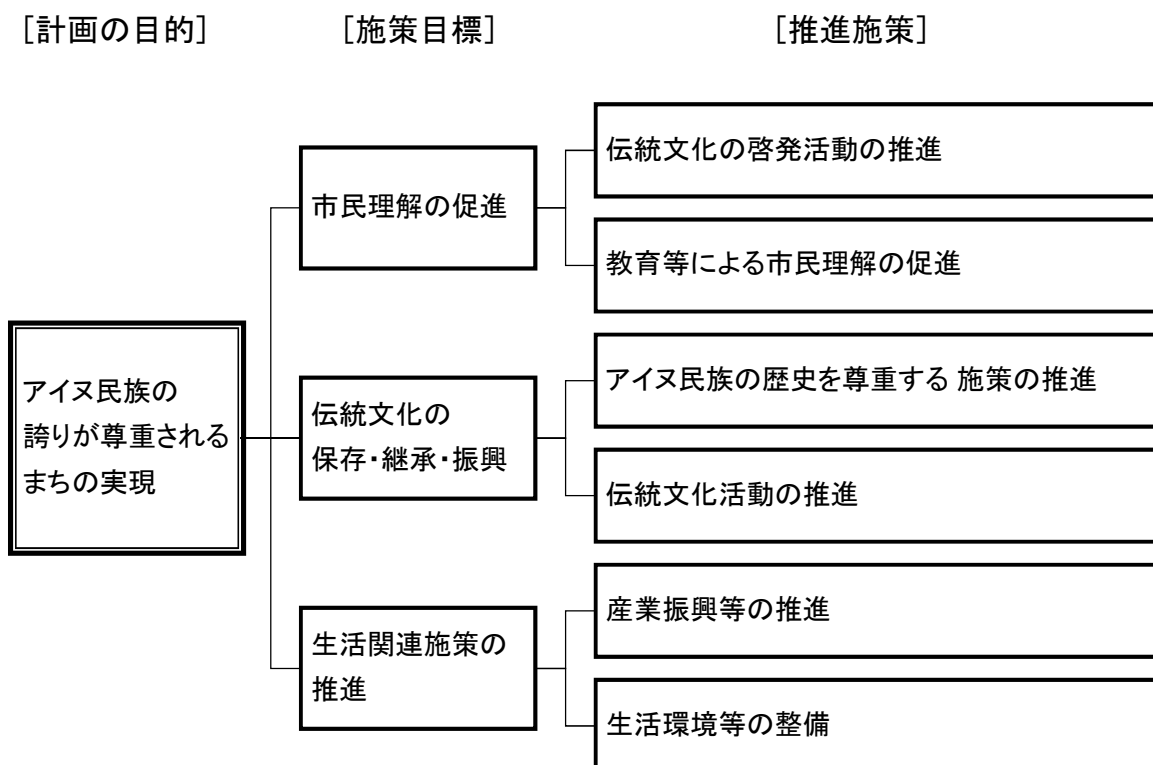 [計画の目的]
[施策目標]
[推進施策]
アイヌ民族の
誇りが尊重される
まちの実現
市民理解の促進
伝統文化の啓発活動の推進
教育等による市民理解の促進
伝統文化の
保存・継承・振興
アイヌ民族の歴史を尊重する 施策の推進
伝統文化活動の推進
生活関連施策の
推進
産業振興等の推進
生活環境等の整備